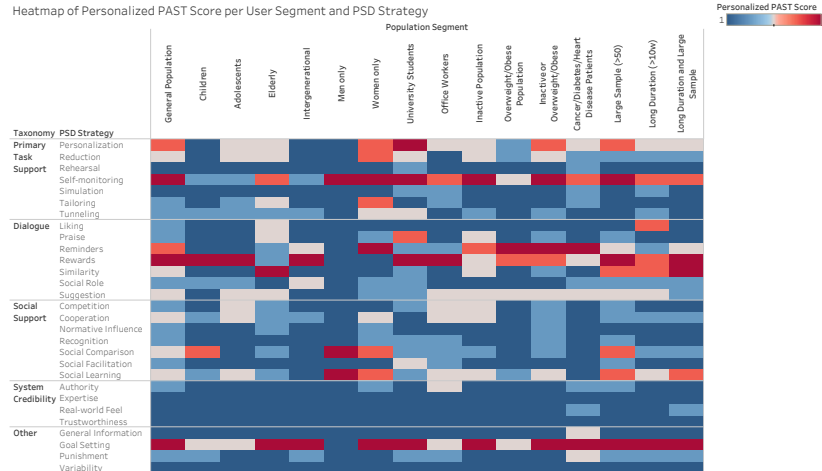 Heatmap of Personalized PAST Score per User Segment and PSD Strategy
Personalized PAST Score
1
Population Segment
General Population
Children
Adolescents
Elderly
Intergenerational
Men only
Women only
University Students
Office Workers
Inactive Population
Overweight/Obese
Population
Inactive or
Overweight/Obese
Cancer/Diabetes/Heart
Disease Patients
Large Sample (>50)
Long Duration (>10w)
Long Duration and Large
Sample
Taxonomy PSD Strategy
Primary Personalization
Task Reduction
Support Rehearsal
Self-monitoring
Simulation
Tailoring
Tunneling
Dialogue Liking
Praise
Reminders
Rewards
Similarity
Social Role
Suggestion
Social Competition
Support Cooperation
Normative Influence
Recognition
Social Comparison
Social Facilitation
Social Learning
System Authority
Credibility Expertise
Real-world Feel
Trustworthiness
Other General Information
Goal Setting
Punishment
Variability